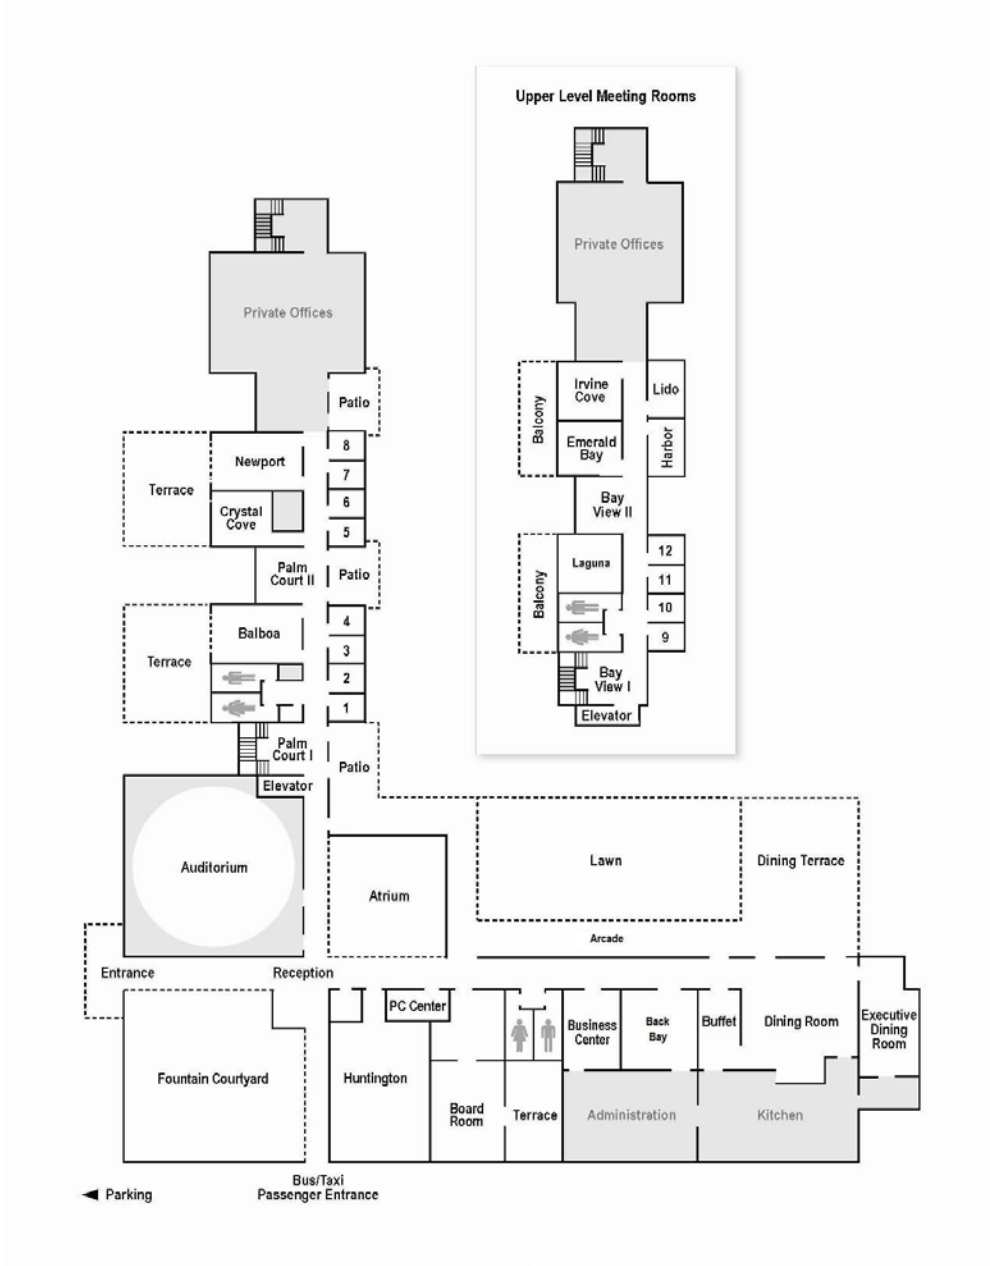 Upper Level Meeting Rooms
Private Offices
Irvine
Cove
Lido
Balcony
Emerald
Bay
Harbor
Bay
View II
Laguna
Balcony
12
11
10
9
Bay
View I
Elevator
Private Offices
Patio
Newport
Terrace
Crystal
Cove
8
7
6
5
Palm
Court II
Patio
Balboa
Terrace
4
3
2
1
Palm
Court I
Patio
Elevator
Auditorium
Atrium
Lawn
Dining Terrace
Arcade
Entrance
Reception
PC Center
Business
Center
Back
Bay
Buffet
Dining Room
Executive
Dining
Room
Fountain Courtyard
Huntington
Board
Room
Terrace
Administration
Kitchen
Bus/Taxi
Passenger Entrance
Parking